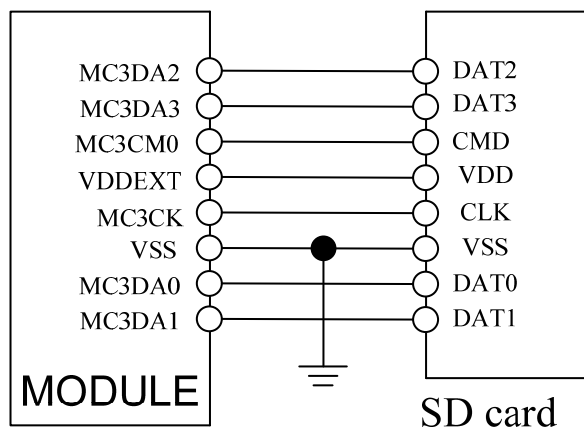 MC3DA2 DAT2
MC3DA3 DAT3
MC3CM0 CMD
VDDEXT VDD
MC3CK CLK
VSS VSS
MC3DA0 DAT0
MC3DA1 DAT1
MODULE
SD card